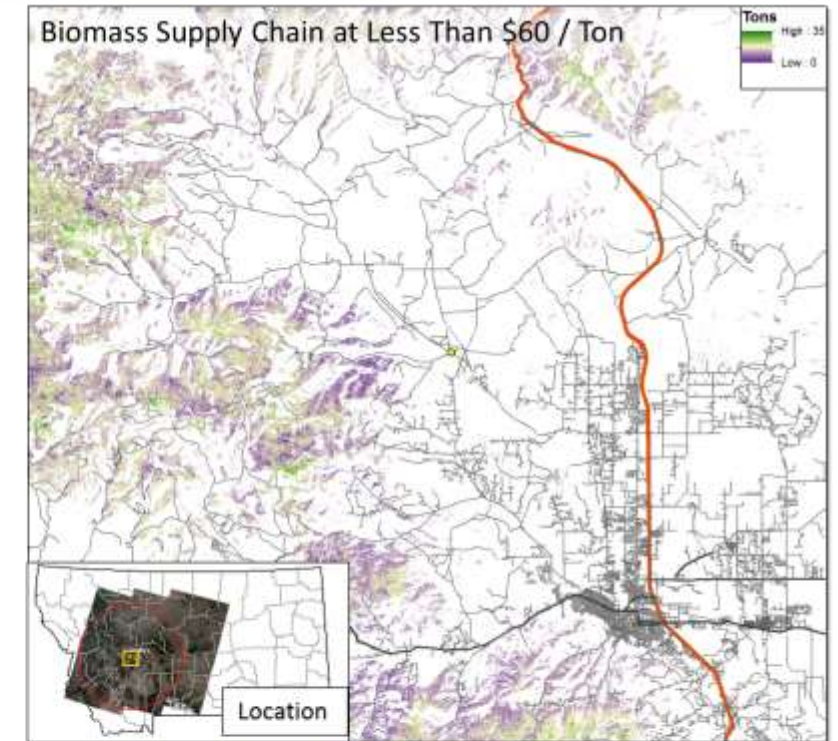 Biomass Supply Chain at Less Than $60 / Ton
Tons
High : 35
Low : 0
Location